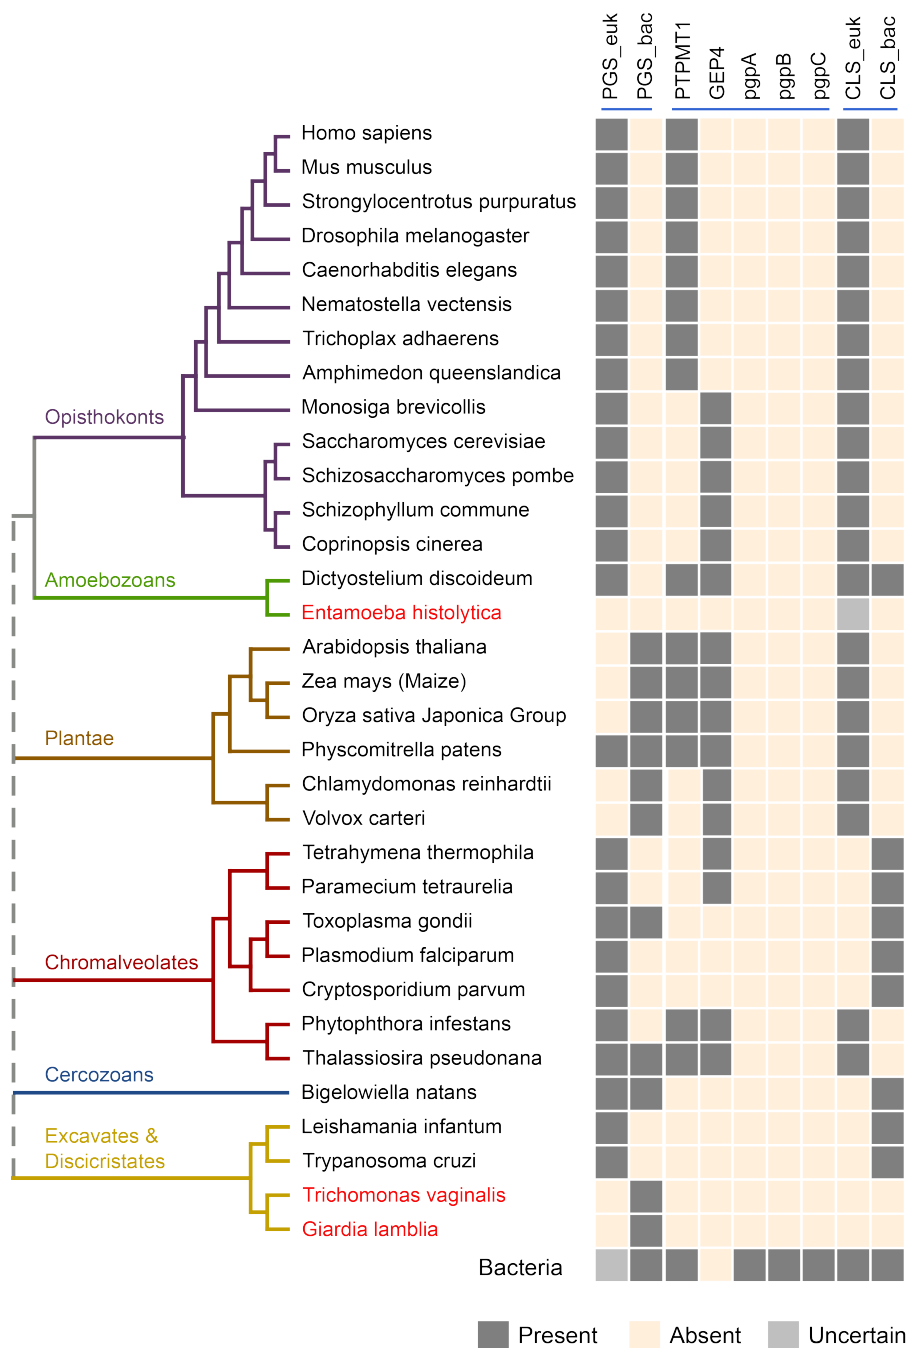 PGS_euk
PGS_bac
PTPMT1
GEP4
pgpA
pgpB
pgpC
CLS_euk
CLS_bac
Homo sapiens
Mus musculus
Strongylocentrotus purpuratus
Drosophila melanogaster
Caenorhabditis elegans
Nematostella vectensis
Trichoplax adhaerens
Amphimedon queenslandica
Monosiga brevicollis
Opisthokonts
Saccharomyces cerevisiae
Schizosaccharomyces pombe
Schizophyllum commune
Coprinopsis cinerea
Amoebozoans
Dictyostelium discoideum
Entamoeba histolytica
Arabidopsis thaliana
Zea mays (Maize)
Oryza sativa Japonica Group
Plantae
Physcomitrella patens
Chlamydomonas reinhardtii
Volvox carteri
Tetrahymena thermophila
Paramecium tetraurelia
Toxoplasma gondii
Plasmodium falciparum
Chromalveolates
Cryptosporidium parvum
Phytophthora infestans
Thalassiosira pseudonana
Cercozoans
Bigelowiella natans
Leishamania infantum
Excavates &
Discicristates
Trypanosoma cruzi
Trichomonas vaginalis
Giardia lamblia
Bacteria
Present
Absent
Uncertain